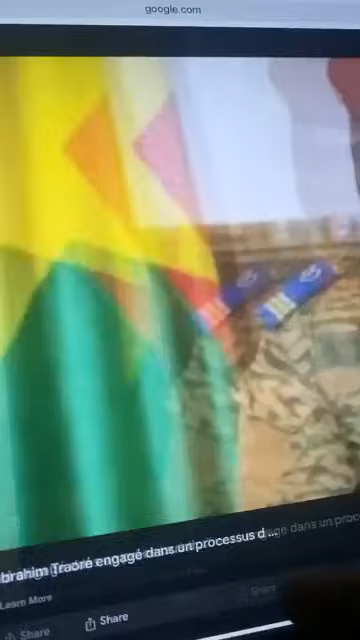 google.com
Ibrahim Traoré engagé dans un processus d ...
Learn More
Share
Share